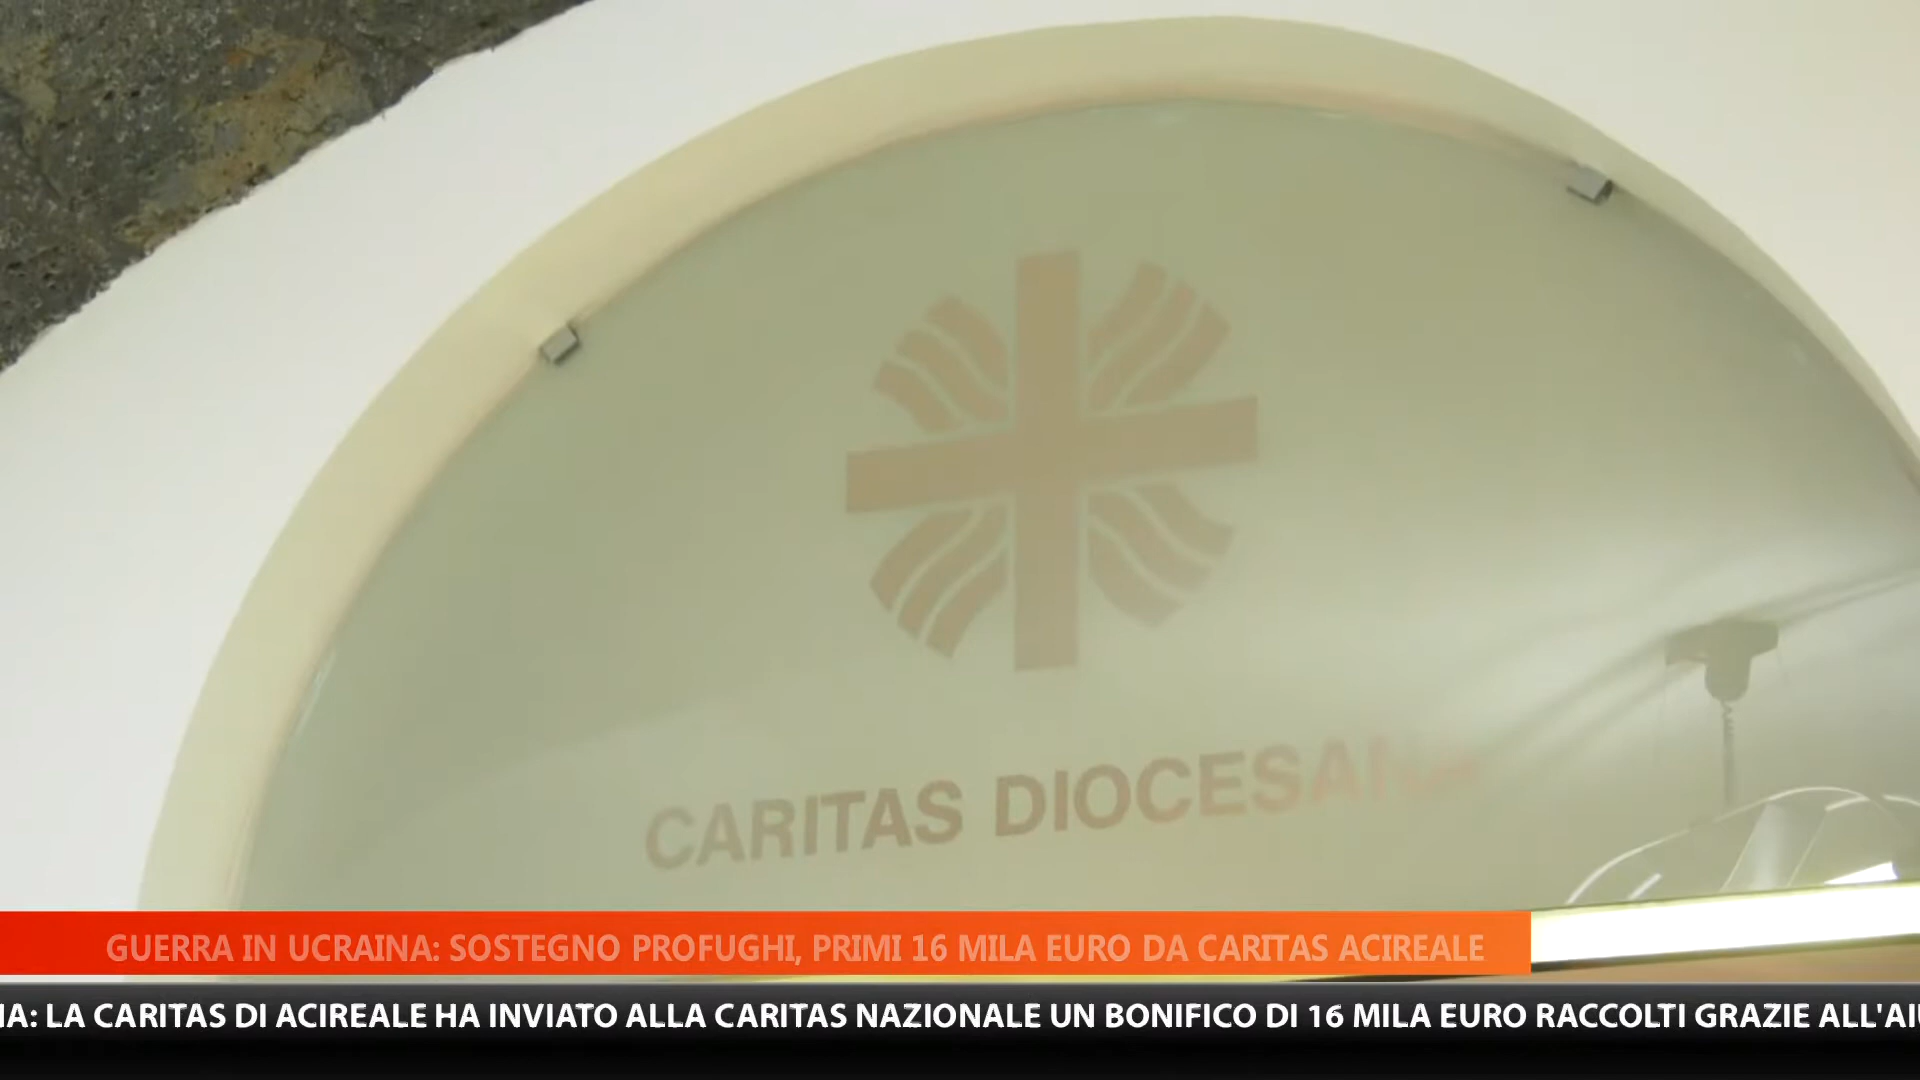 CARITAS DIOCESANA
GUERRA IN UCRAINA: SOSTEGNO PROFUGHI, PRIMI 16 MILA EURO DA CARITAS ACIREALE
IA: LA CARITAS DI ACIREALE HA INVIATO ALLA CARITAS NAZIONALE UN BONIFICO DI 16 MILA EURO RACCOLTI GRAZIE ALL'AIU